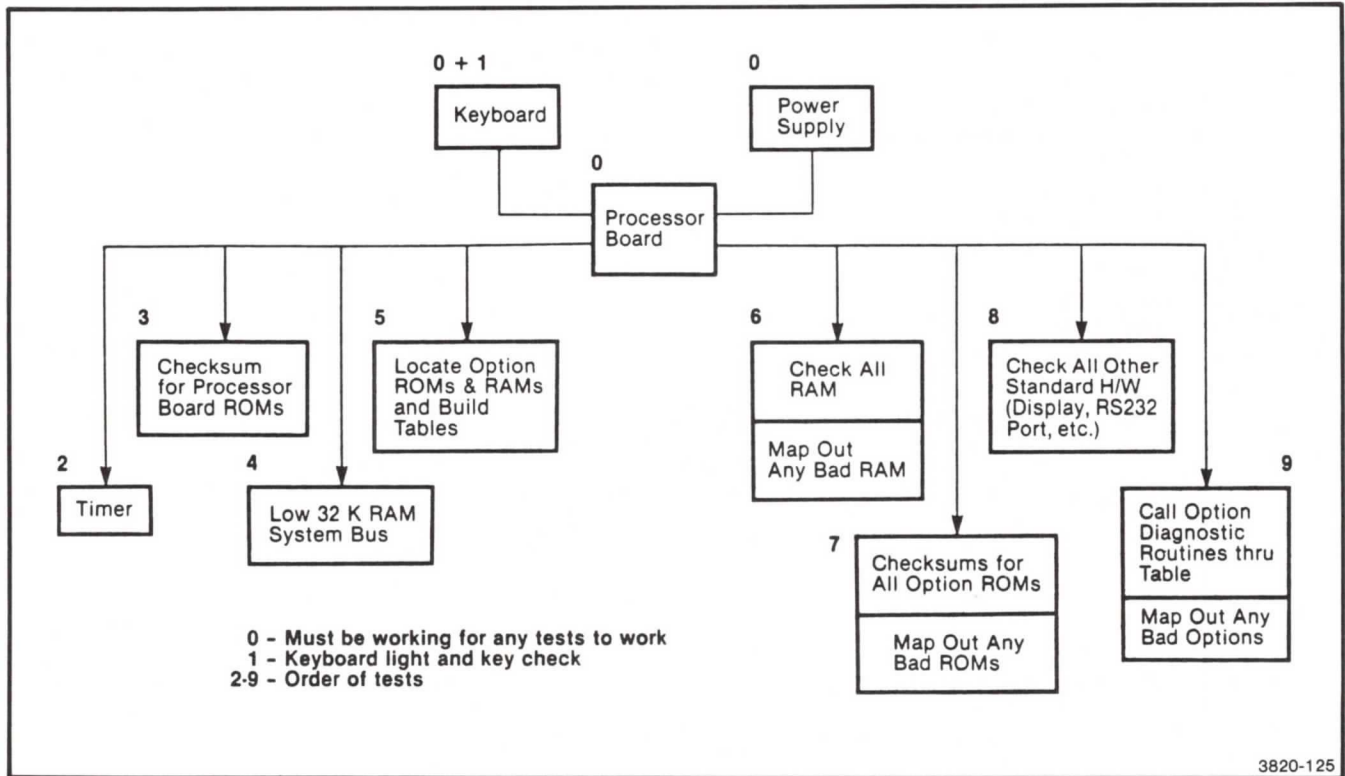 0 + 1
Keyboard
0
Power
Supply
0
Processor
Board
3
Checksum
for Processor
Board ROMs
5
Locate Option
ROMs & RAMs
and Build
Tables
6
Check All
RAM
Map Out
Any Bad RAM
8
Check All Other
Standard H/W
(Display, RS232
Port, etc.)
2
Timer
4
Low 32 K RAM
System Bus
7
Checksums for
All Option ROMs
Map Out Any
Bad ROMs
9
Call Option
Diagnostic
Routines thru
Table
Map Out Any
Bad Options
0 - Must be working for any tests to work
1 - Keyboard light and key check
2-9 - Order of tests
3820-125